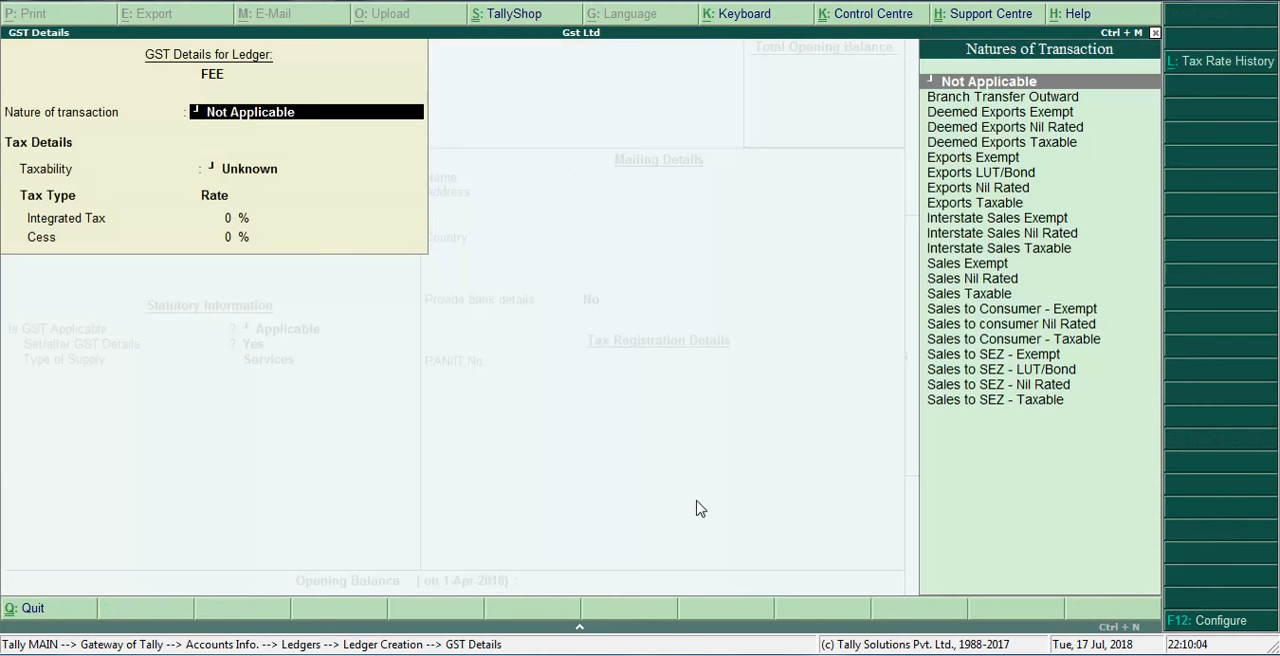 P: Print
E: Export
M: E-Mail
O: Upload
S: TallyShop
G: Language
K: Keyboard
K: Control Centre
H: Support Centre
H: Help
GST Details
Gst Ltd
Ctrl + M
GST Details for Ledger:
FEE
Nature of transaction : Not Applicable
Tax Details
Taxability : Unknown
Tax Type Rate
Integrated Tax 0 %
Cess 0 %
Total Opening Balance
Mailing Details
Name
Address
Country
Provide bank details No
Tax Registration Details
PAN/IT No.
Statutory Information
Is GST Applicable ? Applicable
Set/alter GST Details ? Yes
Type of Supply Services
Opening Balance ( on 1-Apr-2018) :
Natures of Transaction
Not Applicable
Branch Transfer Outward
Deemed Exports Exempt
Deemed Exports Nil Rated
Deemed Exports Taxable
Exports Exempt
Exports LUT/Bond
Exports Nil Rated
Exports Taxable
Interstate Sales Exempt
Interstate Sales Nil Rated
Interstate Sales Taxable
Sales Exempt
Sales Nil Rated
Sales Taxable
Sales to Consumer - Exempt
Sales to consumer Nil Rated
Sales to Consumer - Taxable
Sales to SEZ - Exempt
Sales to SEZ - LUT/Bond
Sales to SEZ - Nil Rated
Sales to SEZ - Taxable
L: Tax Rate History
F12: Configure
Q: Quit
Ctrl + N
Tally MAIN --> Gateway of Tally --> Accounts Info. --> Ledgers --> Ledger Creation --> GST Details
(c) Tally Solutions Pvt. Ltd., 1988-2017
Tue, 17 Jul, 2018
22:10:04